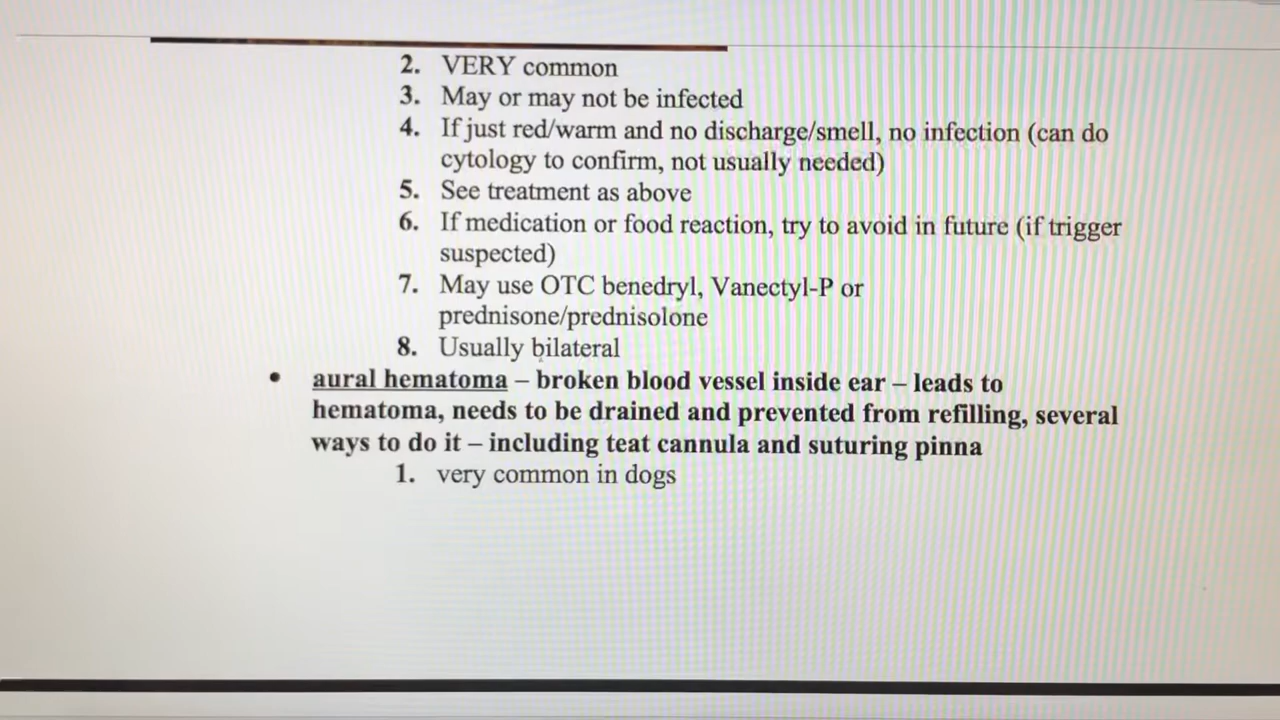 2. VERY common
3. May or may not be infected
4. If just red/warm and no discharge/smell, no infection (can do
cytology to confirm, not usually needed)
5. See treatment as above
6. If medication or food reaction, try to avoid in future (if trigger
suspected)
7. May use OTC benedryl, Vanectyl-P or
prednisone/prednisolone
8. Usually bilateral
• aural hematoma – broken blood vessel inside ear – leads to
hematoma, needs to be drained and prevented from refilling, several
ways to do it – including teat cannula and suturing pinna
1. very common in dogs